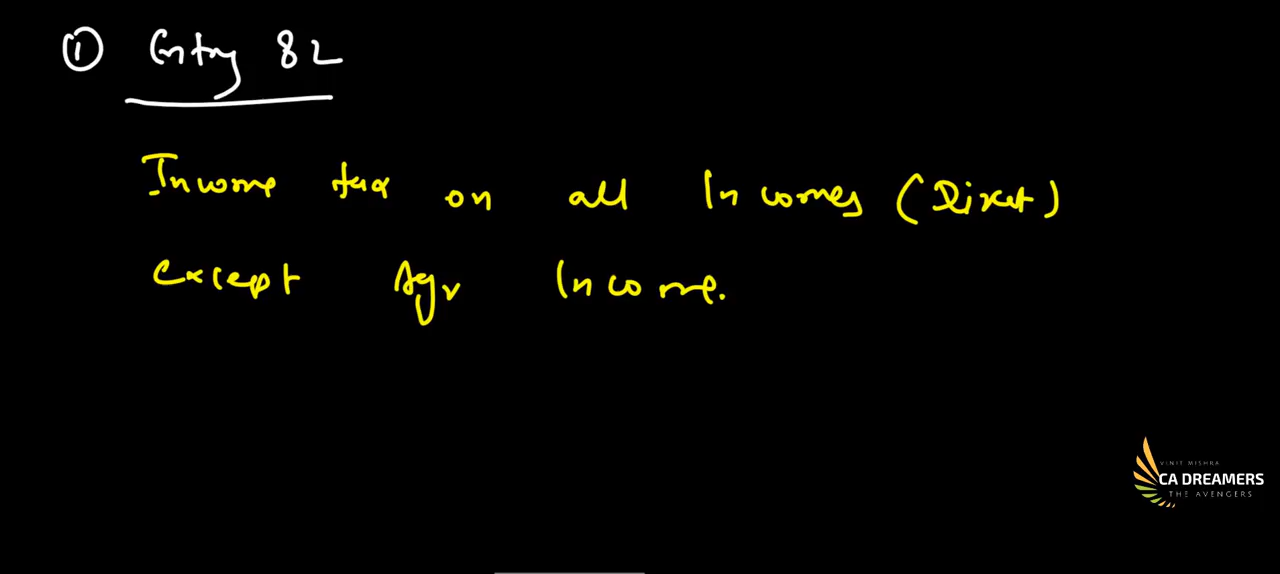 ① Entry 82
Income tax on all Incomes (Direct)
except Agr Income.
VINIT MISHRA
CA DREAMERS
THE AVENGERS